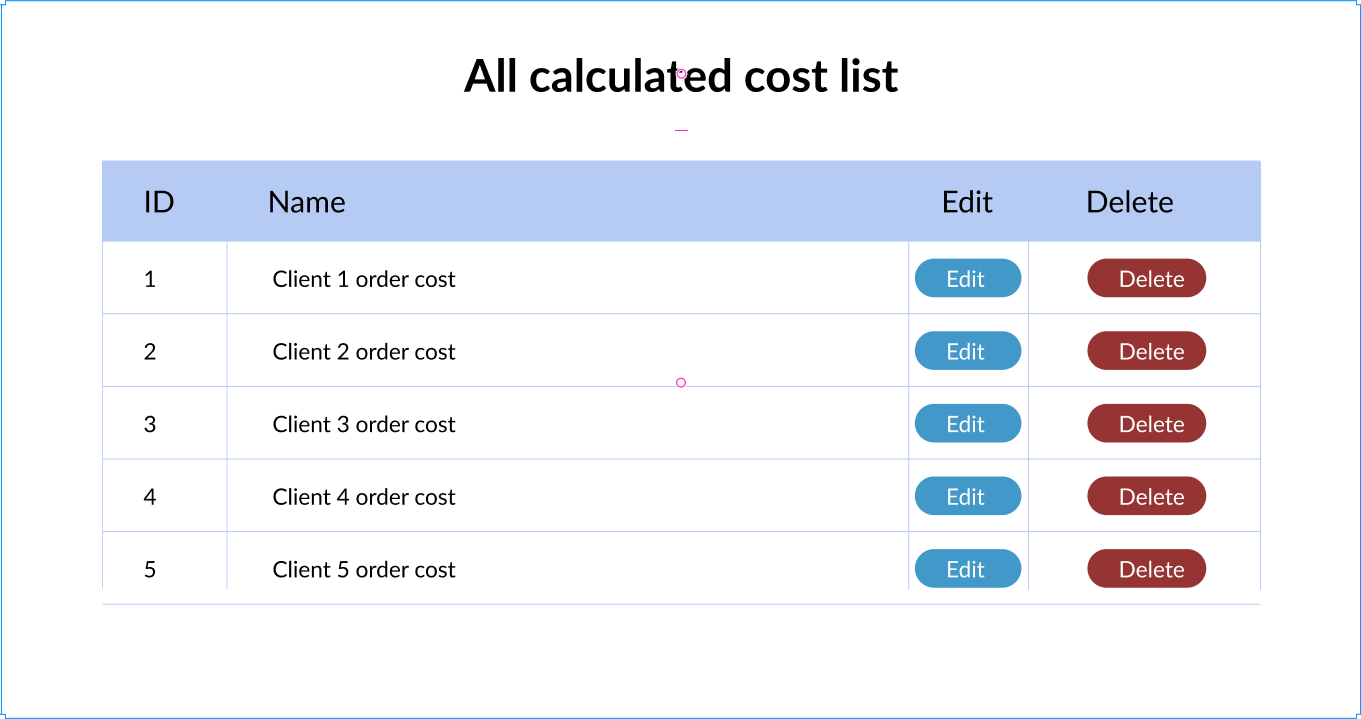 All calculated cost list
ID Name Edit Delete
1 Client 1 order cost Edit Delete
2 Client 2 order cost Edit Delete
3 Client 3 order cost Edit Delete
4 Client 4 order cost Edit Delete
5 Client 5 order cost Edit Delete